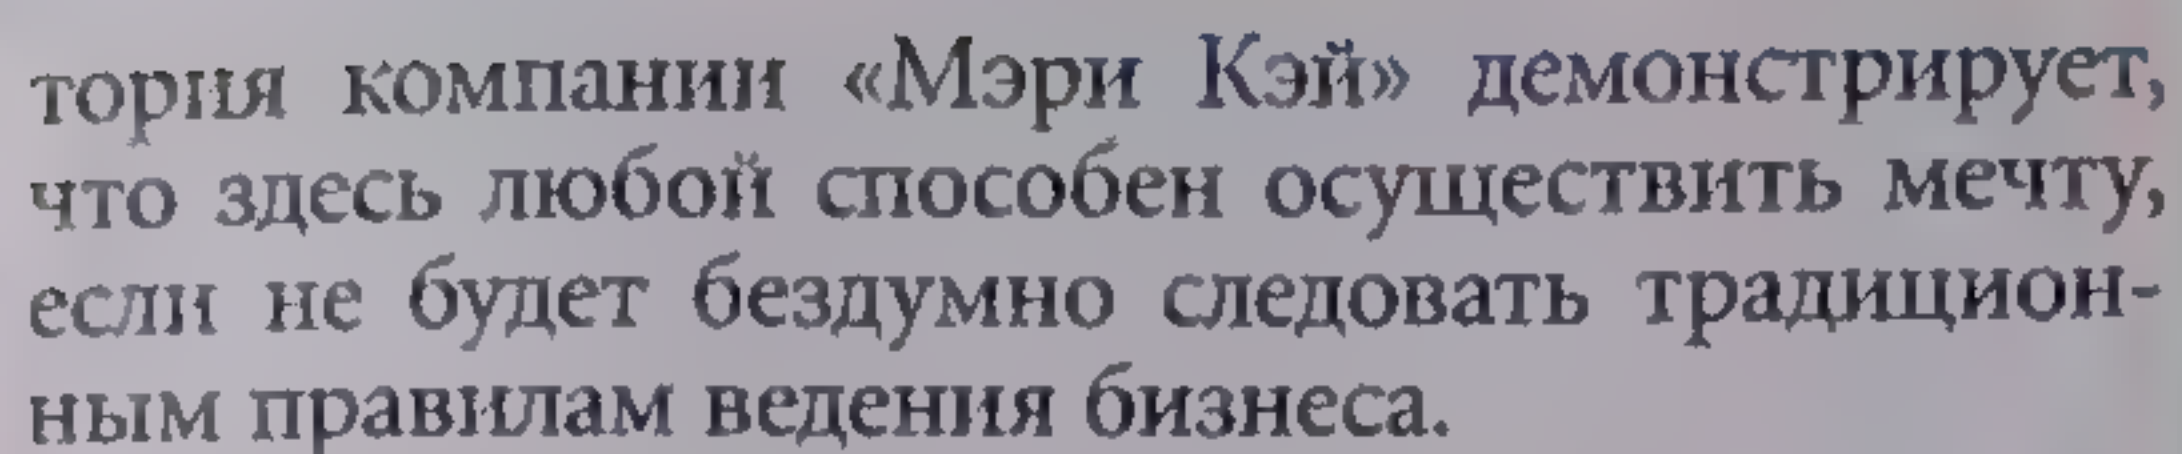 тория компании «Мэри Кэй» демонстрирует,
что здесь любой способен осуществить мечту,
если не будет бездумно следовать традицион-
ным правилам ведения бизнеса.